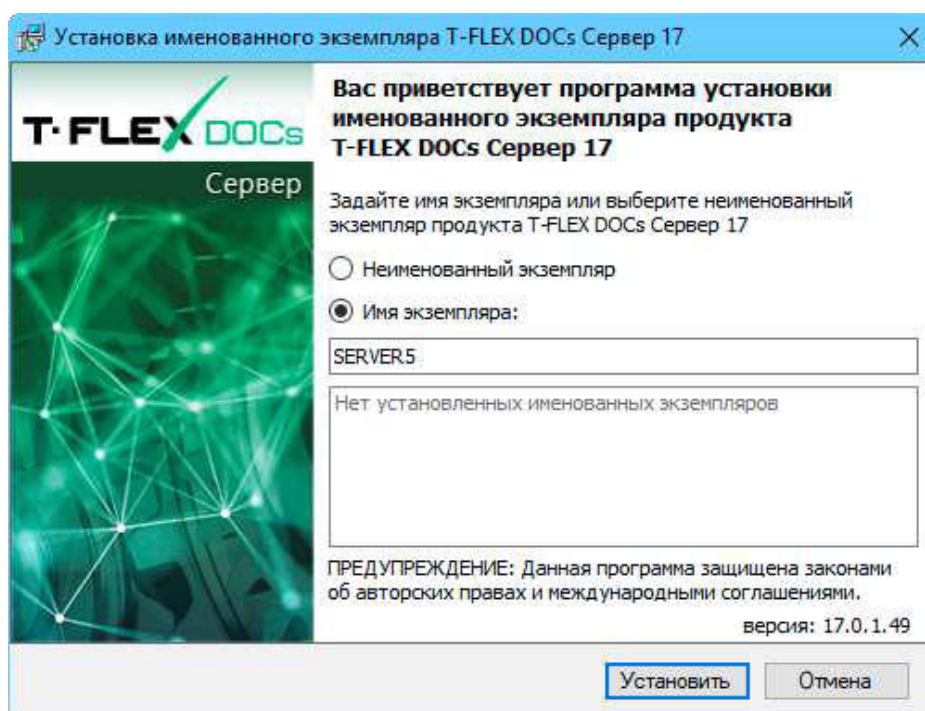 Установка именованного экземпляра T-FLEX DOCs Сервер 17
T-FLEX DOCs
Сервер
Вас приветствует программа установки
именованного экземпляра продукта
T-FLEX DOCs Сервер 17
Задайте имя экземпляра или выберите неименованный
экземпляр продукта T-FLEX DOCs Сервер 17
Неименованный экземпляр
Имя экземпляра:
SERVER5
Нет установленных именованных экземпляров
ПРЕДУПРЕЖДЕНИЕ: Данная программа защищена законами
об авторских правах и международными соглашениями.
версия: 17.0.1.49
Установить
Отмена